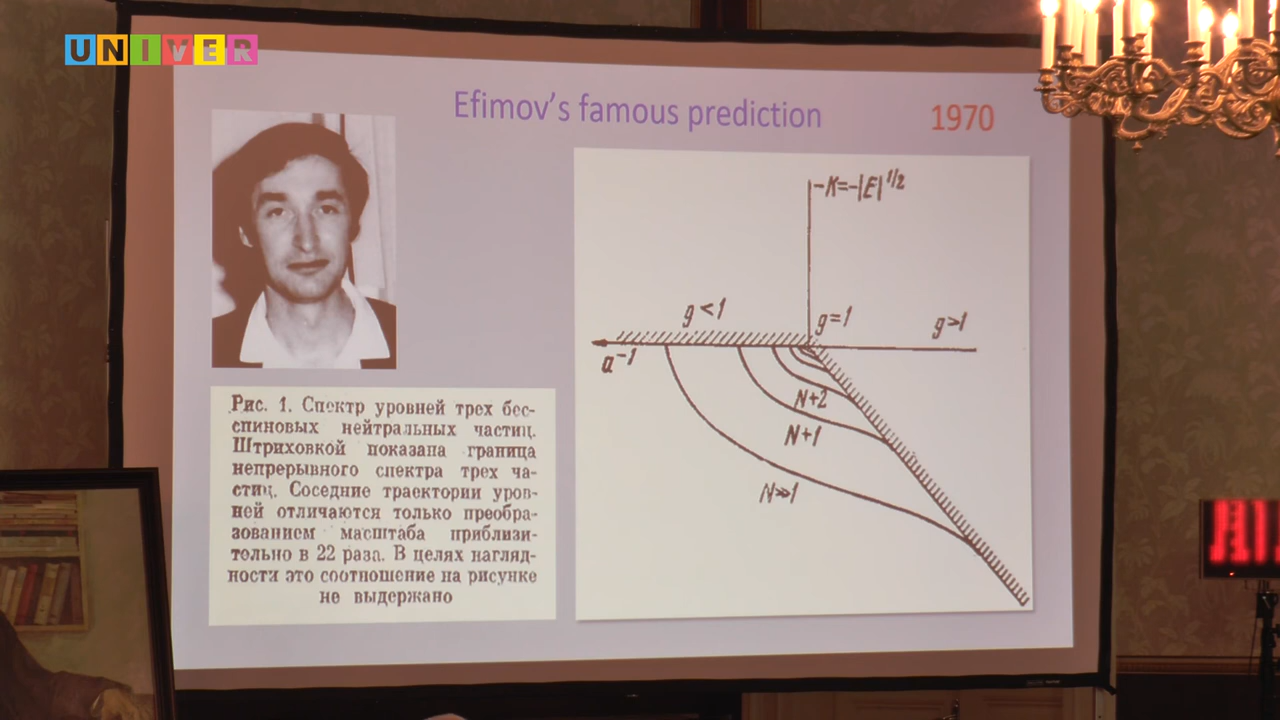 UNIVER
Efimov's famous prediction
1970
-K=-|E|^1/2
g<1
g=1
g>1
a^-1
N+2
N+1
N≫1
Рис. 1. Спектр уровней трех бес-
спиновых нейтральных частиц.
Штриховкой показана граница
непрерывного спектра трех ча-
стиц. Соседние траектории уров-
ней отличаются только преобра-
зованием масштаба приблизи-
тельно в 22 раза. В целях нагляд-
ности это соотношение на рисунке
не выдержано